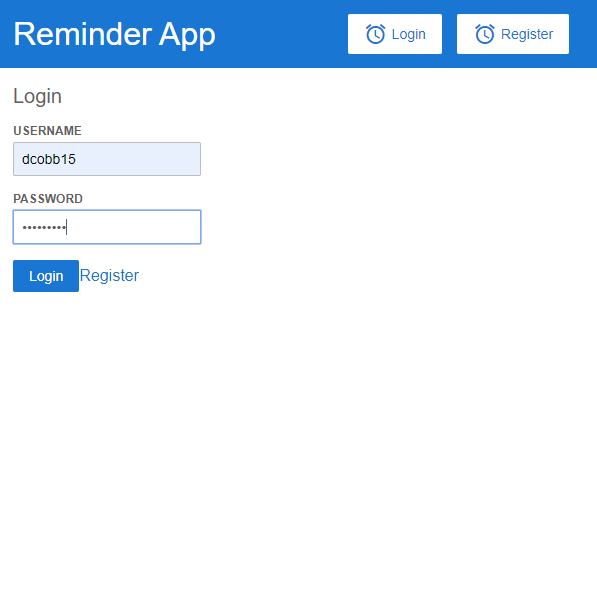 Reminder App
Login Register
Login
USERNAME
dcobb15
PASSWORD
•••••••••
Login Register